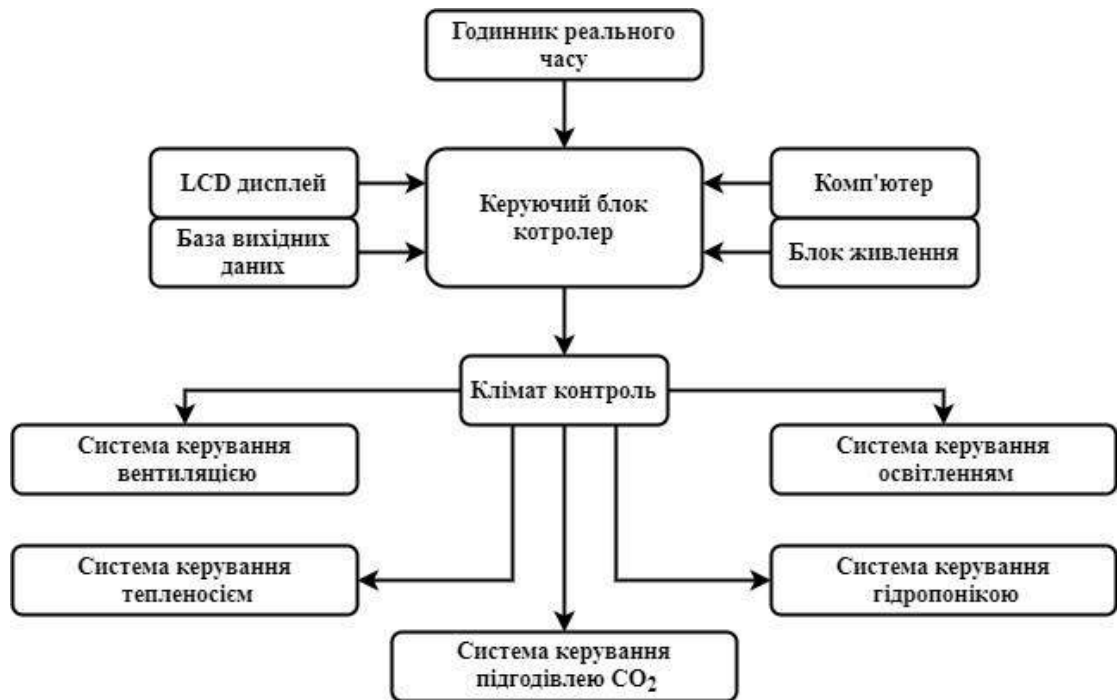 Годинник реального
часу
LCD дисплей
База вихідних
даних
Керуючий блок
котролер
Комп'ютер
Блок живлення
Клімат контроль
Система керування
вентиляцією
Система керування
освітленням
Система керування
тепленосієм
Система керування
гідропонікою
Система керування
підгодівлею CO₂